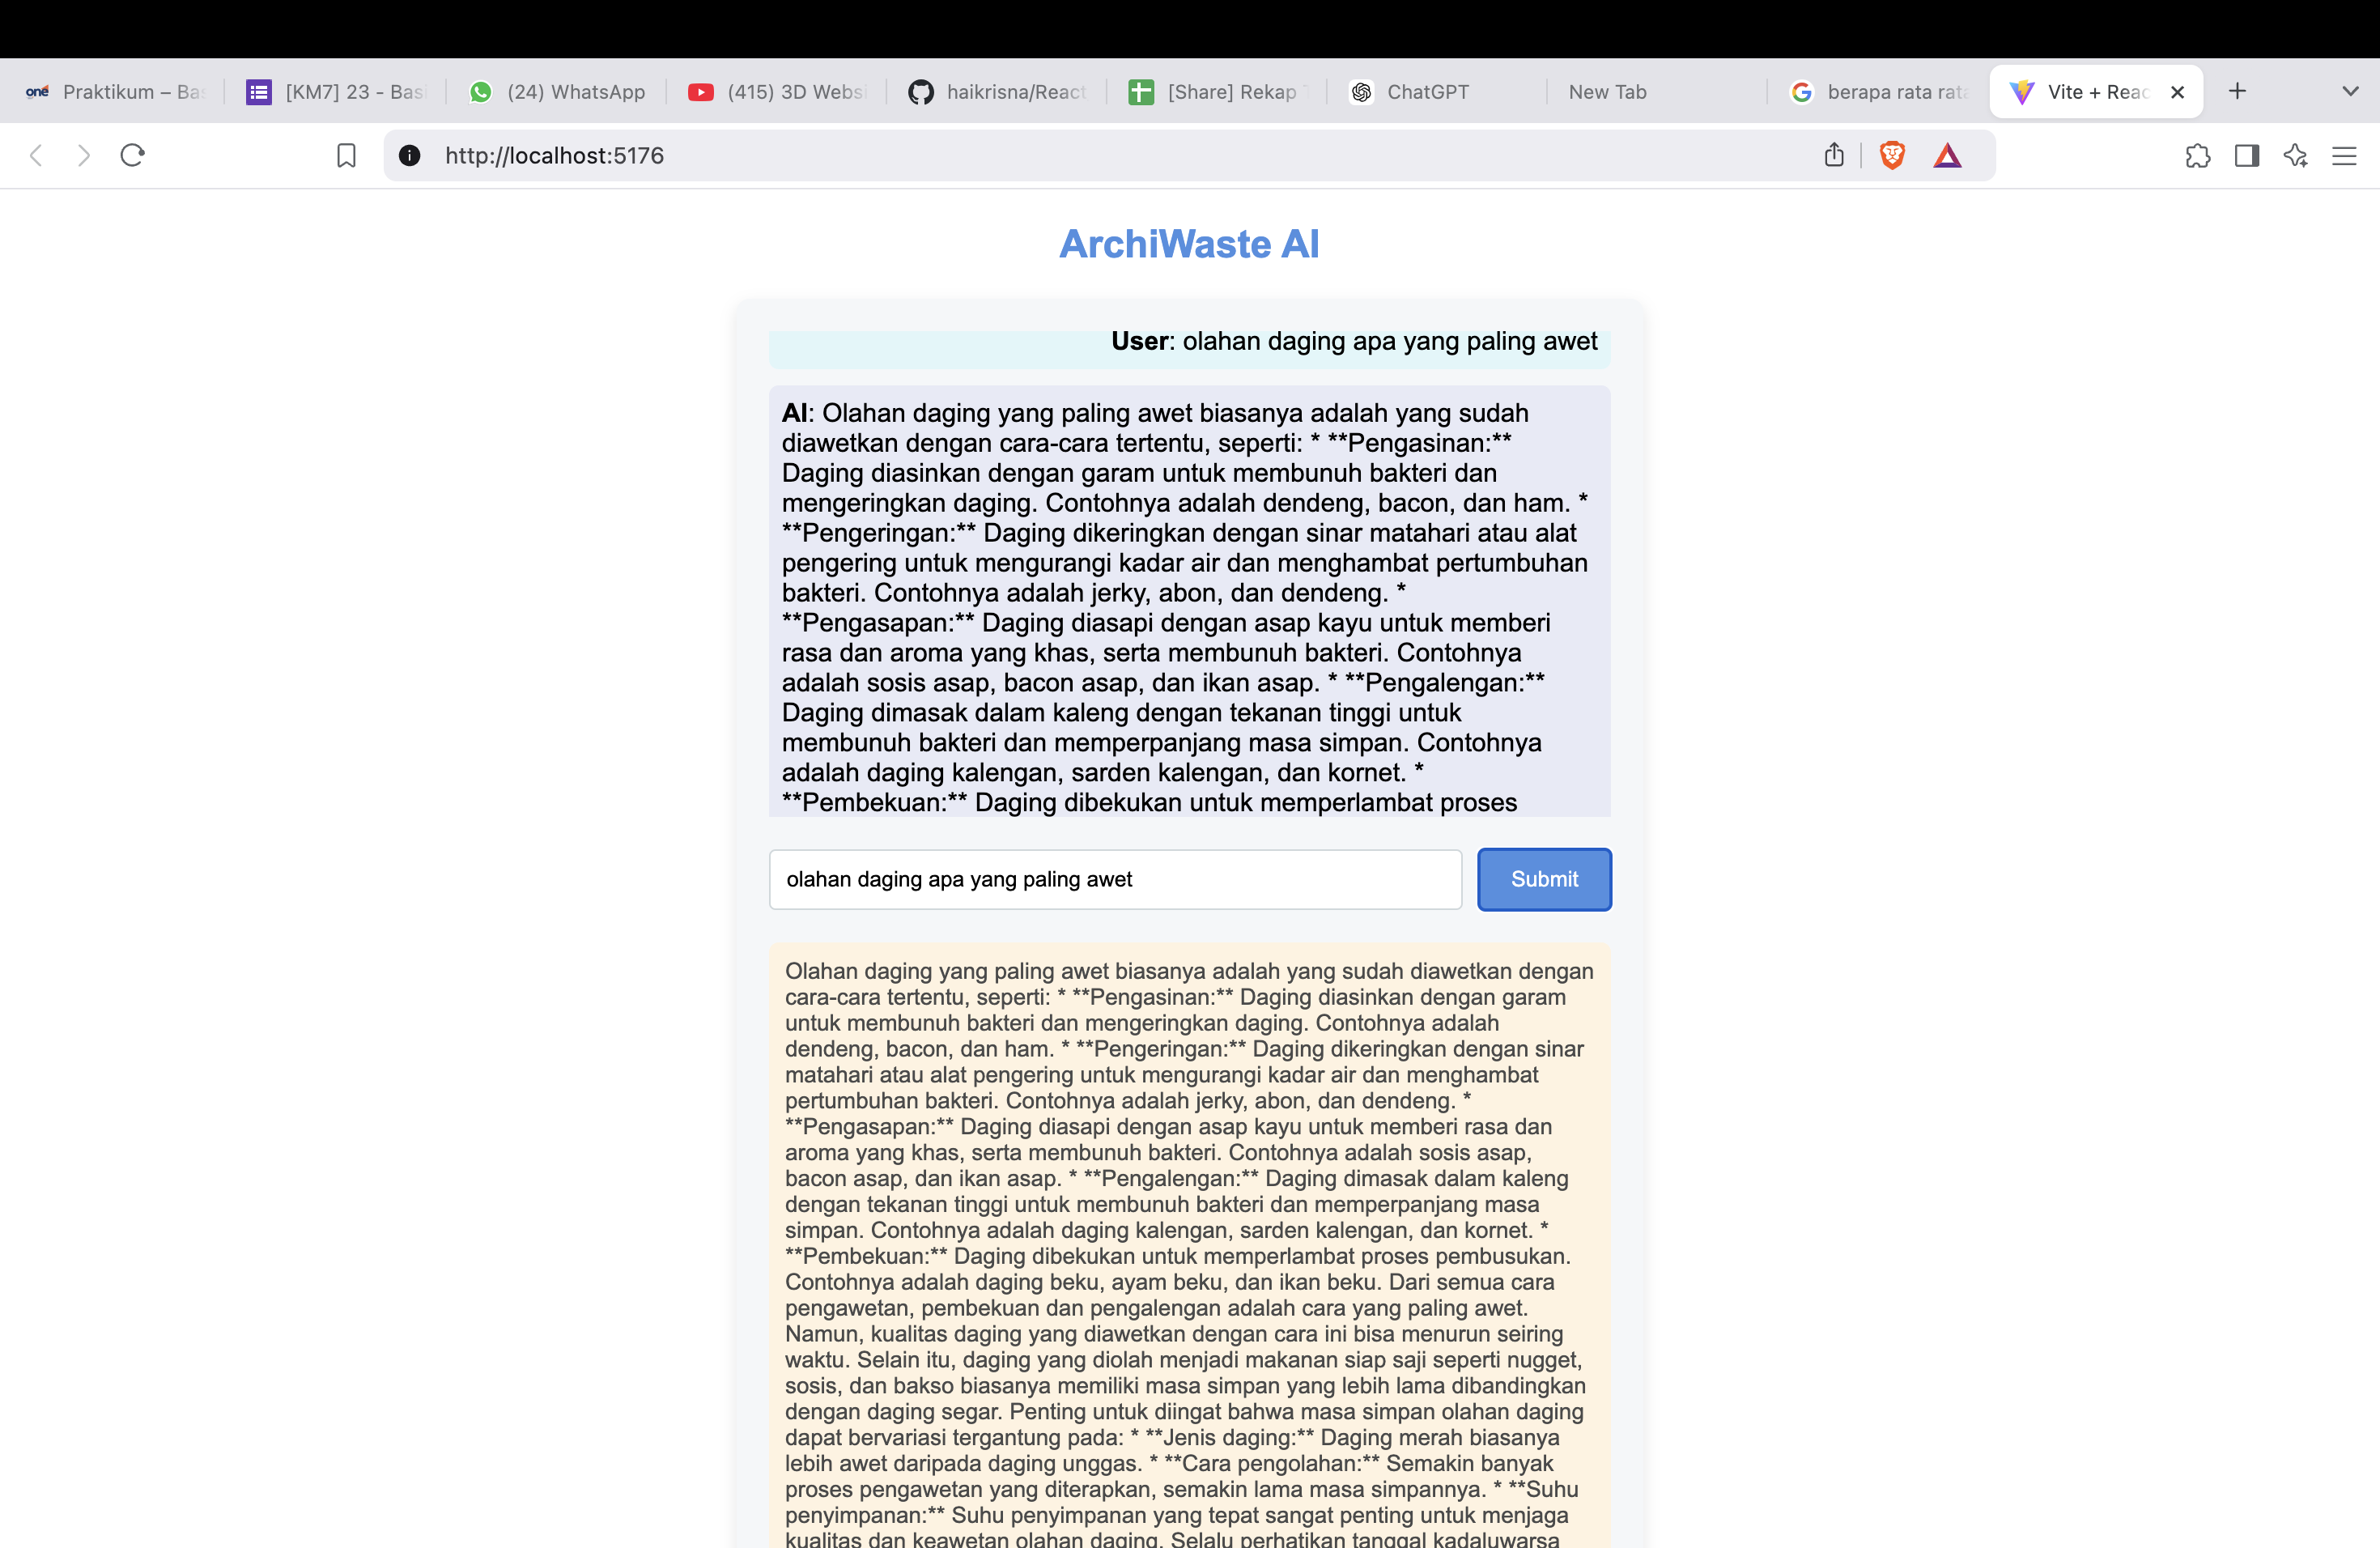 one Praktikum – Bas
[KM7] 23 - Basi
(24) WhatsApp
(415) 3D Websi
haikrisna/React
[Share] Rekap T
ChatGPT
New Tab
berapa rata rata
Vite + Reac
http://localhost:5176
ArchiWaste AI
User: olahan daging apa yang paling awet
AI: Olahan daging yang paling awet biasanya adalah yang sudah
diawetkan dengan cara-cara tertentu, seperti: * **Pengasinan:**
Daging diasinkan dengan garam untuk membunuh bakteri dan
mengeringkan daging. Contohnya adalah dendeng, bacon, dan ham. *
**Pengeringan:** Daging dikeringkan dengan sinar matahari atau alat
pengering untuk mengurangi kadar air dan menghambat pertumbuhan
bakteri. Contohnya adalah jerky, abon, dan dendeng. *
**Pengasapan:** Daging diasapi dengan asap kayu untuk memberi
rasa dan aroma yang khas, serta membunuh bakteri. Contohnya
adalah sosis asap, bacon asap, dan ikan asap. * **Pengalengan:**
Daging dimasak dalam kaleng dengan tekanan tinggi untuk
membunuh bakteri dan memperpanjang masa simpan. Contohnya
adalah daging kalengan, sarden kalengan, dan kornet. *
**Pembekuan:** Daging dibekukan untuk memperlambat proses
olahan daging apa yang paling awet
Submit
Olahan daging yang paling awet biasanya adalah yang sudah diawetkan dengan
cara-cara tertentu, seperti: * **Pengasinan:** Daging diasinkan dengan garam
untuk membunuh bakteri dan mengeringkan daging. Contohnya adalah
dendeng, bacon, dan ham. * **Pengeringan:** Daging dikeringkan dengan sinar
matahari atau alat pengering untuk mengurangi kadar air dan menghambat
pertumbuhan bakteri. Contohnya adalah jerky, abon, dan dendeng. *
**Pengasapan:** Daging diasapi dengan asap kayu untuk memberi rasa dan
aroma yang khas, serta membunuh bakteri. Contohnya adalah sosis asap,
bacon asap, dan ikan asap. * **Pengalengan:** Daging dimasak dalam kaleng
dengan tekanan tinggi untuk membunuh bakteri dan memperpanjang masa
simpan. Contohnya adalah daging kalengan, sarden kalengan, dan kornet. *
**Pembekuan:** Daging dibekukan untuk memperlambat proses pembusukan.
Contohnya adalah daging beku, ayam beku, dan ikan beku. Dari semua cara
pengawetan, pembekuan dan pengalengan adalah cara yang paling awet.
Namun, kualitas daging yang diawetkan dengan cara ini bisa menurun seiring
waktu. Selain itu, daging yang diolah menjadi makanan siap saji seperti nugget,
sosis, dan bakso biasanya memiliki masa simpan yang lebih lama dibandingkan
dengan daging segar. Penting untuk diingat bahwa masa simpan olahan daging
dapat bervariasi tergantung pada: * **Jenis daging:** Daging merah biasanya
lebih awet daripada daging unggas. * **Cara pengolahan:** Semakin banyak
proses pengawetan yang diterapkan, semakin lama masa simpannya. * **Suhu
penyimpanan:** Suhu penyimpanan yang tepat sangat penting untuk menjaga
kualitas dan keawetan olahan daging. Selalu perhatikan tanggal kadaluwarsa